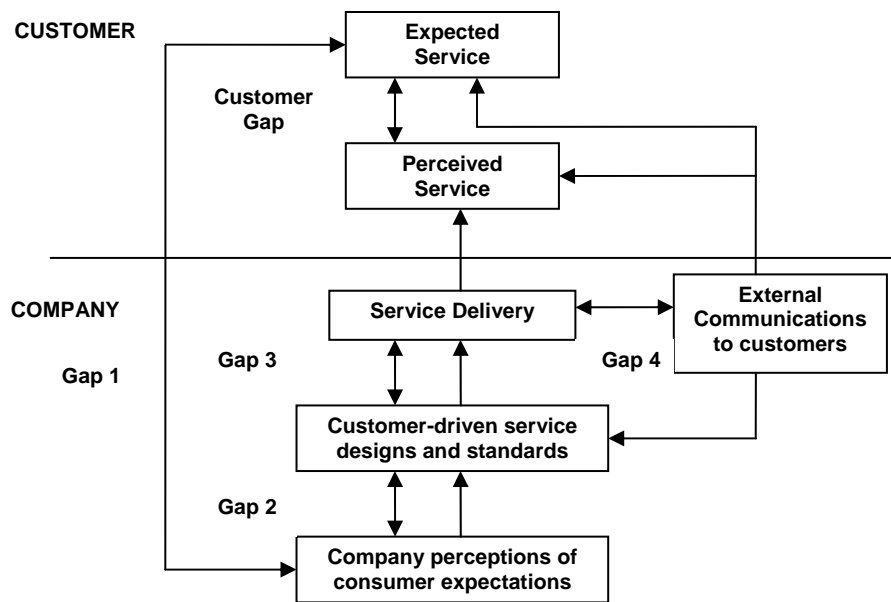 CUSTOMER
Expected
Service
Customer
Gap
Perceived
Service
COMPANY
Service Delivery
External
Communications
to customers
Gap 1
Gap 3
Gap 4
Customer-driven service
designs and standards
Gap 2
Company perceptions of
consumer expectations